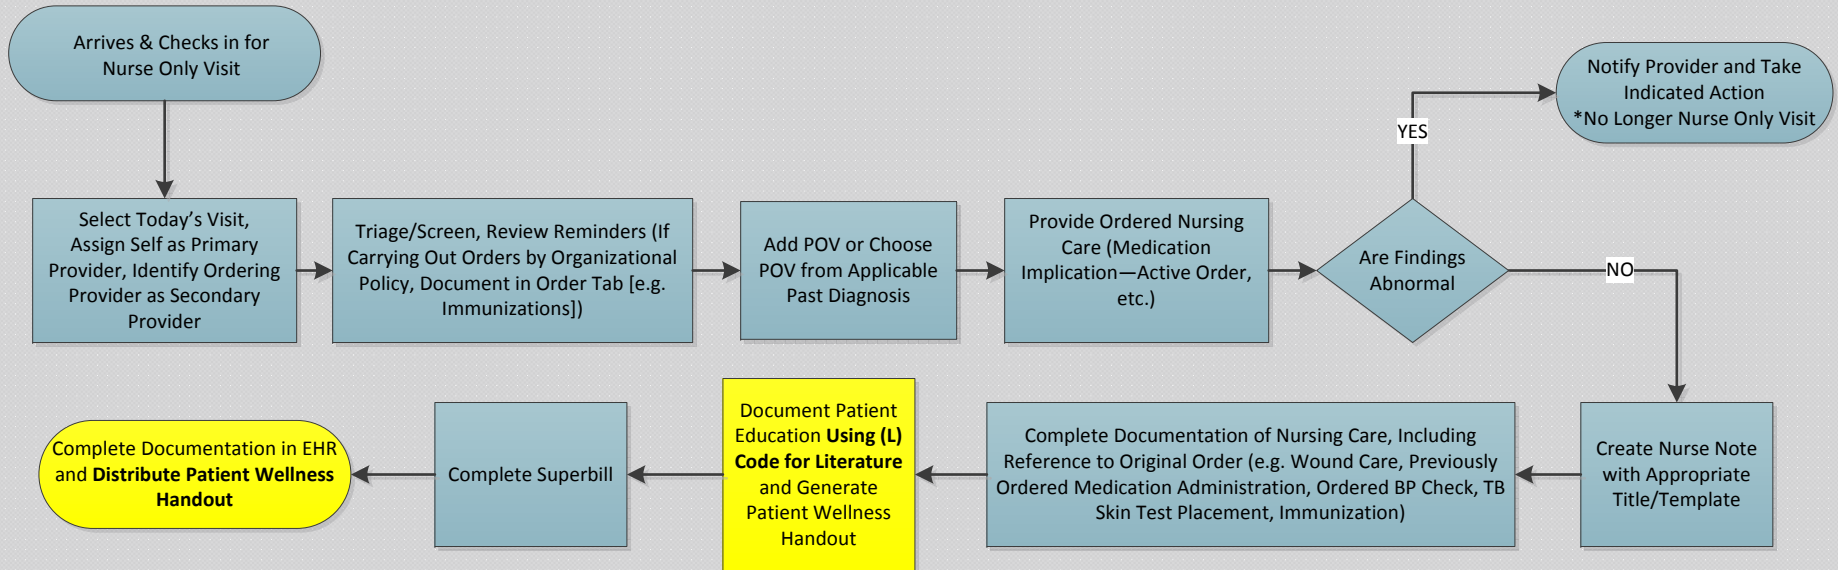 Arrives & Checks in for
Nurse Only Visit
Select Today's Visit,
Assign Self as Primary
Provider, Identify Ordering
Provider as Secondary
Provider
Triage/Screen, Review Reminders (If
Carrying Out Orders by Organizational
Policy, Document in Order Tab [e.g.
Immunizations])
Add POV or Choose
POV from Applicable
Past Diagnosis
Provide Ordered Nursing
Care (Medication
Implication—Active Order,
etc.)
Are Findings
Abnormal
YES
Notify Provider and Take
Indicated Action
*No Longer Nurse Only Visit
NO
Create Nurse Note
with Appropriate
Title/Template
Complete Documentation of Nursing Care, Including
Reference to Original Order (e.g. Wound Care, Previously
Ordered Medication Administration, Ordered BP Check, TB
Skin Test Placement, Immunization)
Document Patient
Education Using (L)
Code for Literature
and Generate
Patient Wellness
Handout
Complete Superbill
Complete Documentation in EHR
and Distribute Patient Wellness
Handout